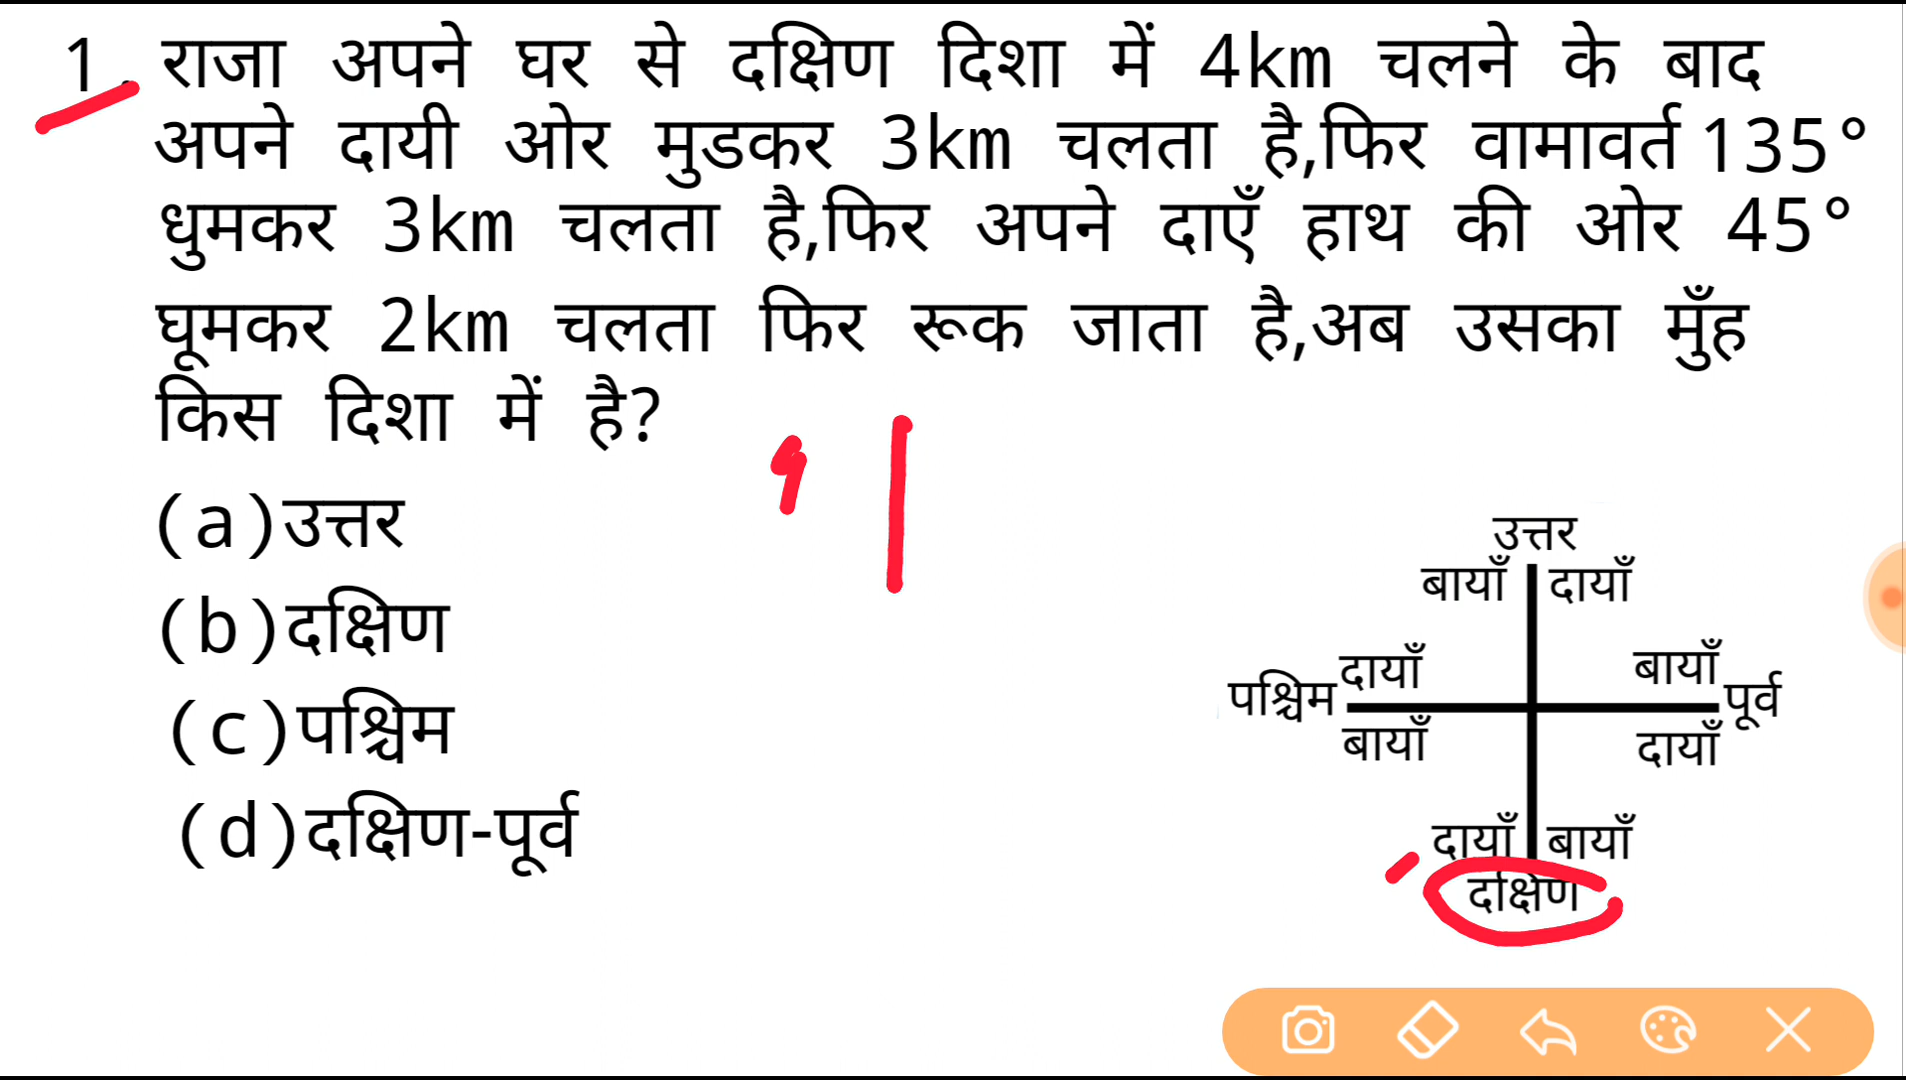 1. राजा अपने घर से दक्षिण दिशा में 4km चलने के बाद
अपने दायी ओर मुडकर 3km चलता है,फिर वामावर्त 135°
धुमकर 3km चलता है,फिर अपने दाएँ हाथ की ओर 45°
घूमकर 2km चलता फिर रूक जाता है,अब उसका मुँह
किस दिशा में है?
(a)उत्तर
(b)दक्षिण
(c)पश्चिम
(d)दक्षिण-पूर्व
उत्तर
बायाँ दायाँ
दायाँ बायाँ
पश्चिम पूर्व
बायाँ दायाँ
दायाँ बायाँ
दक्षिण